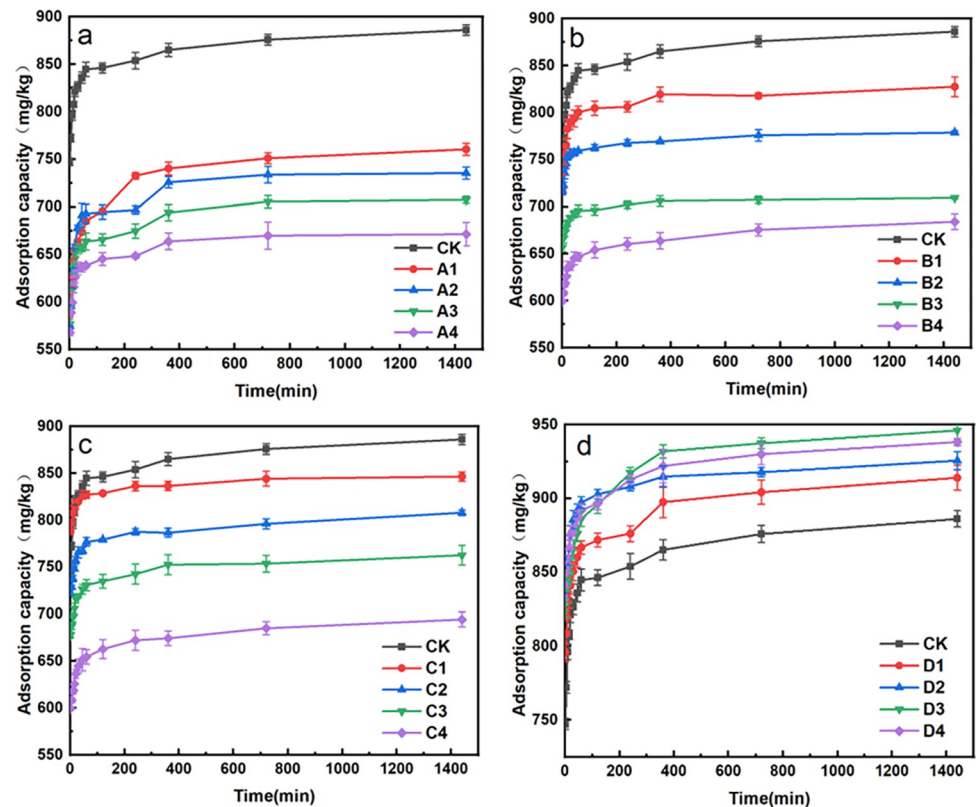 a
Adsorption capacity（mg/kg）
900
850
800
750
700
650
600
550
CK
A1
A2
A3
A4
0 200 400 600 800 1000 1200 1400
Time(min)
b
Adsorption capacity（mg/kg）
900
850
800
750
700
650
600
550
CK
B1
B2
B3
B4
0 200 400 600 800 1000 1200 1400
Time(min)
c
Adsorption capacity（mg/kg）
900
850
800
750
700
650
600
550
CK
C1
C2
C3
C4
0 200 400 600 800 1000 1200 1400
Time(min)
d
Adsorption capacity（mg/kg）
950
900
850
800
750
CK
D1
D2
D3
D4
0 200 400 600 800 1000 1200 1400
Time(min)